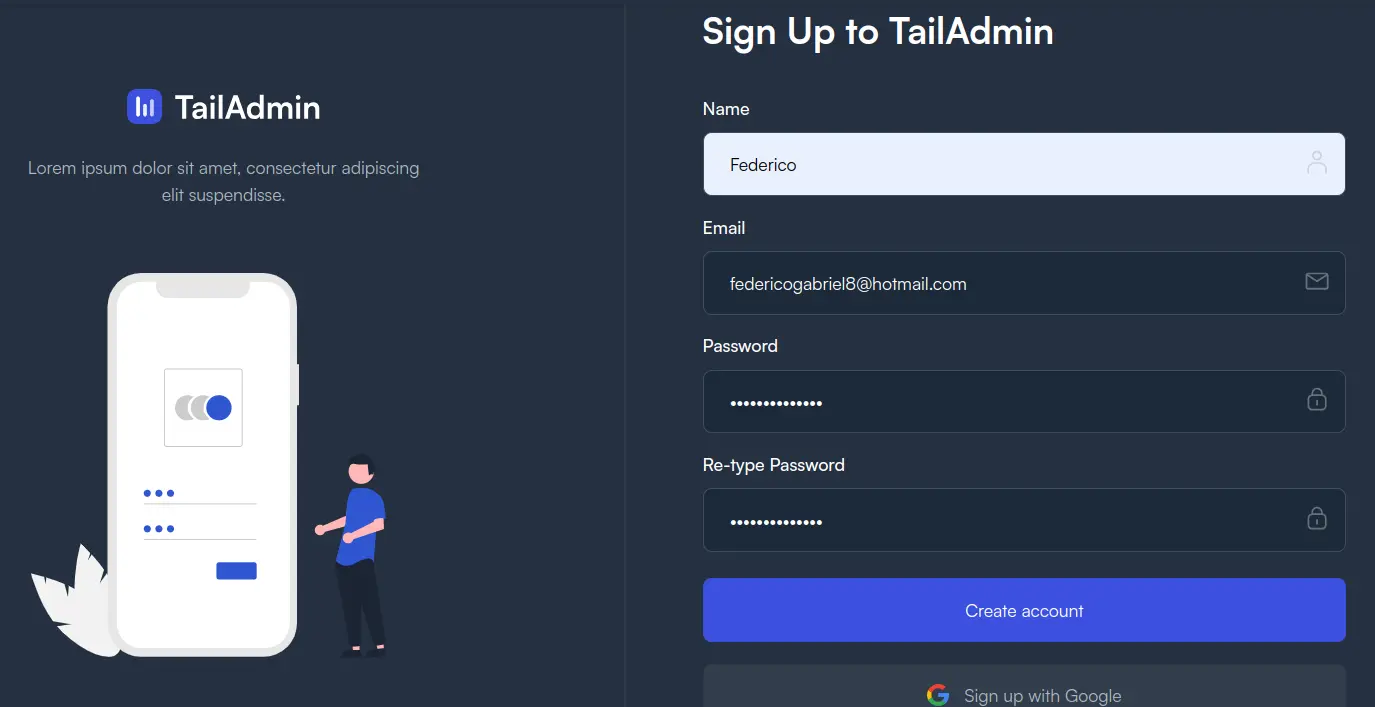 TailAdmin
Lorem ipsum dolor sit amet, consectetur adipiscing
elit suspendisse.
Sign Up to TailAdmin
Name
Federico
Email
federicogabriel8@hotmail.com
Password
••••••••••••••
Re-type Password
••••••••••••••
Create account
Sign up with Google